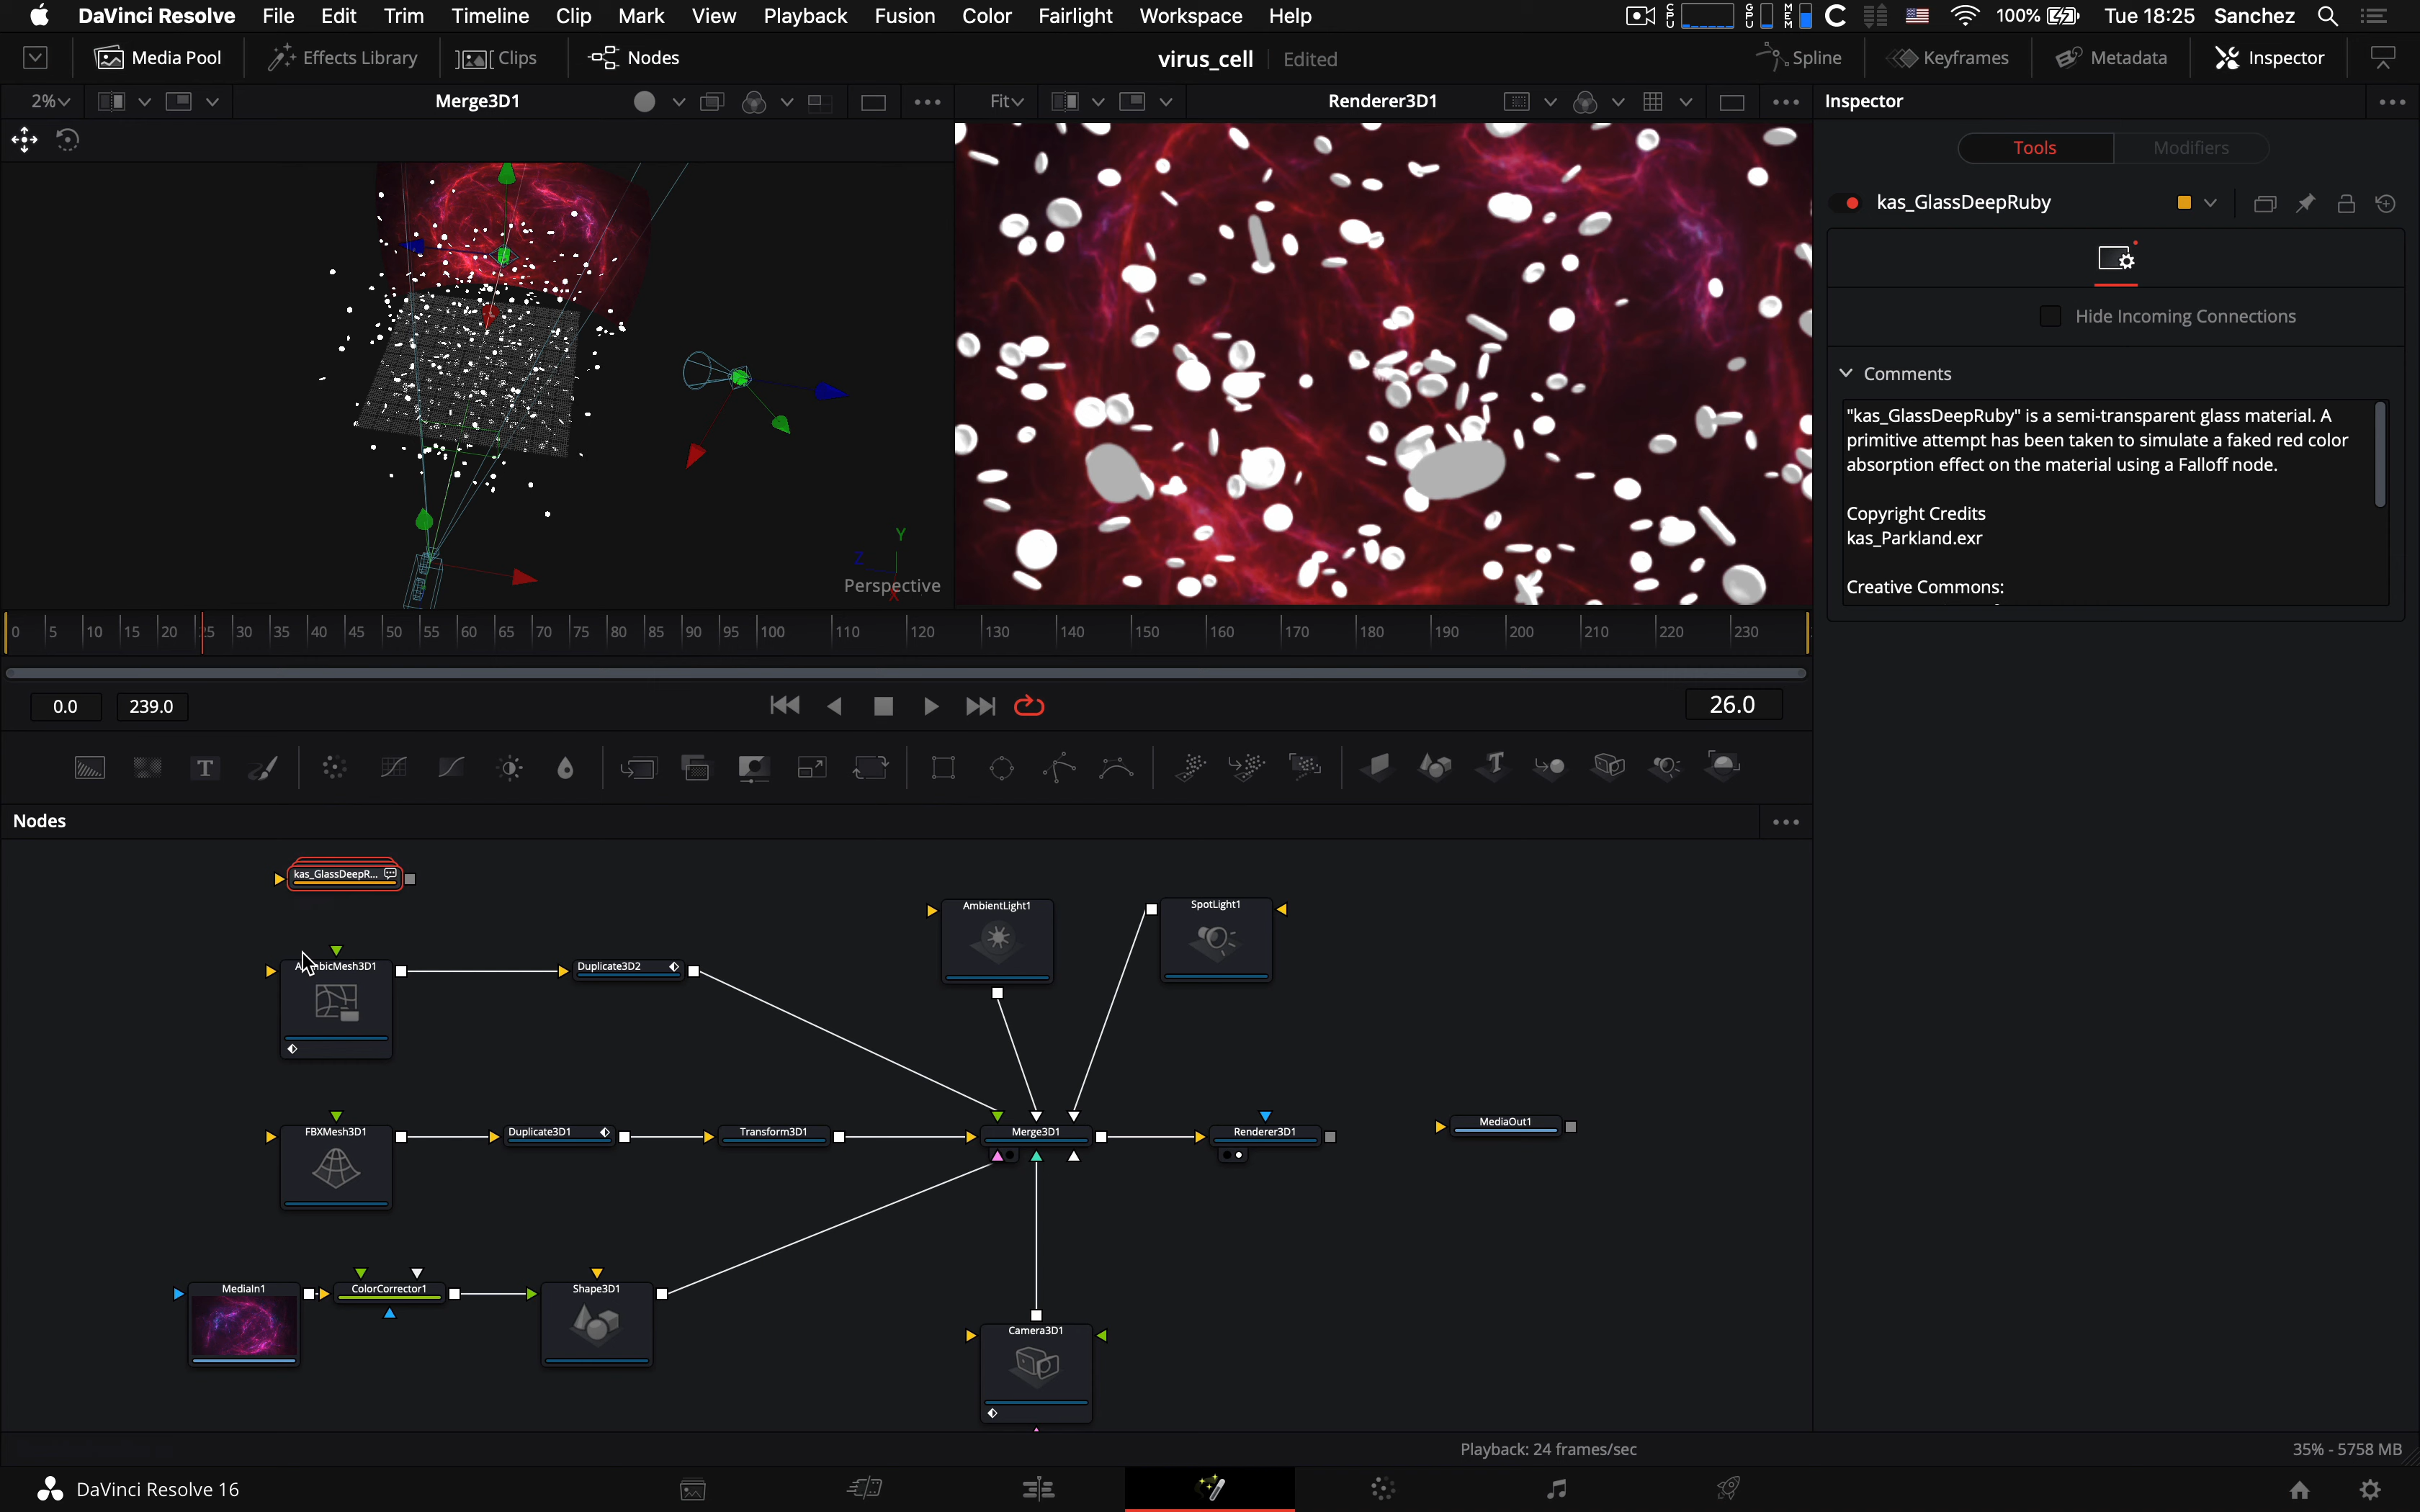 DaVinci Resolve File Edit Trim Timeline Clip Mark View Playback Fusion Color Fairlight Workspace Help CPU GPU MEM 100% Tue 18:25 Sanchez
Media Pool Effects Library Clips Nodes virus_cell Edited Spline Keyframes Metadata Inspector
2% Merge3D1 Fit Renderer3D1 Inspector
Tools Modifiers
kas_GlassDeepRuby
Hide Incoming Connections
Comments
"kas_GlassDeepRuby" is a semi-transparent glass material. A
primitive attempt has been taken to simulate a faked red color
absorption effect on the material using a Falloff node.
Copyright Credits
kas_Parkland.exr
Creative Commons:
Y
Z
Perspective
X
0 5 10 15 20 25 30 35 40 45 50 55 60 65 70 75 80 85 90 95 100 110 120 130 140 150 160 170 180 190 200 210 220 230
0.0 239.0 26.0
T
Nodes
kas_GlassDeepR...
AmbientLight1 SpotLight1
Duplicate3D2
FBXMesh3D1 Duplicate3D1 Transform3D1 Merge3D1 Renderer3D1 MediaOut1
MediaIn1 ColorCorrector1 Shape3D1
Camera3D1
Playback: 24 frames/sec 35% - 5758 MB
DaVinci Resolve 16